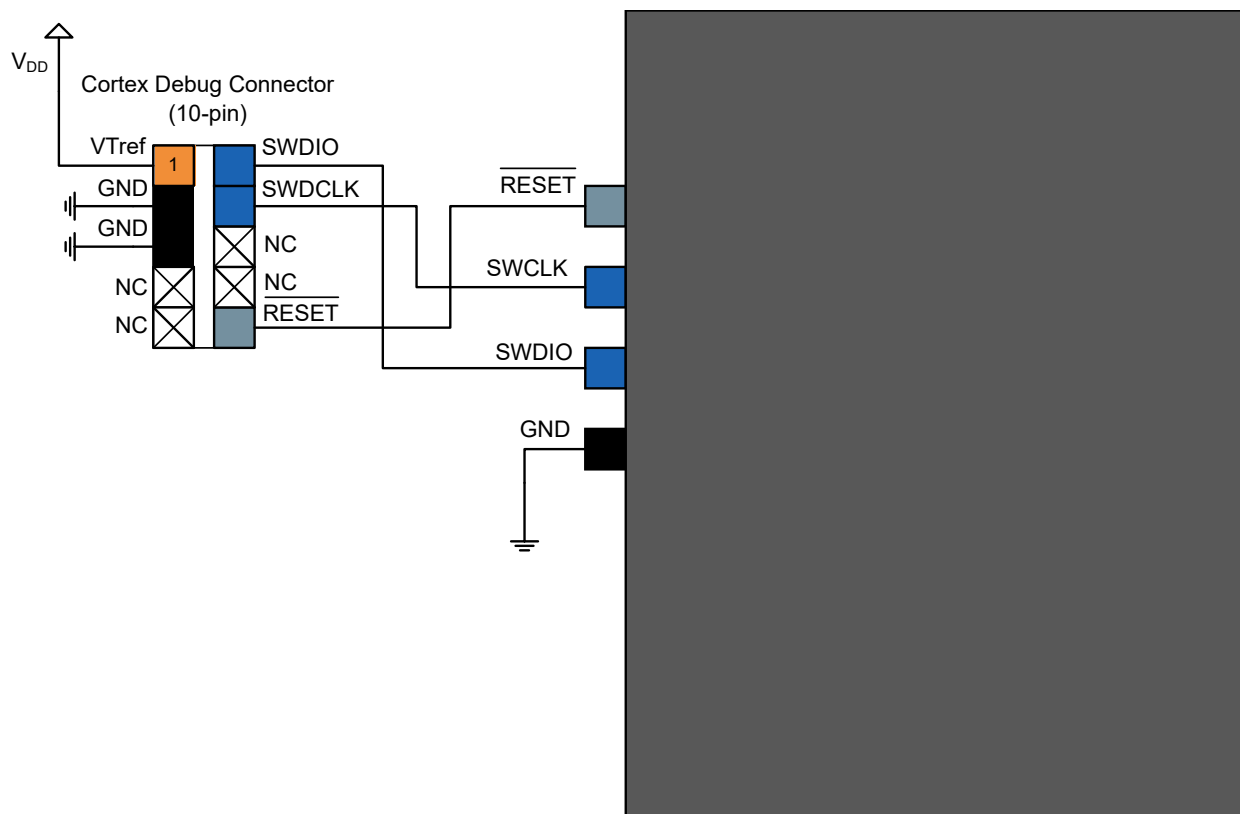 V_DD
Cortex Debug Connector
(10-pin)
VTref
1
SWDIO
GND
SWDCLK
GND
NC
NC
NC
NC
RESET
RESET
SWCLK
SWDIO
GND